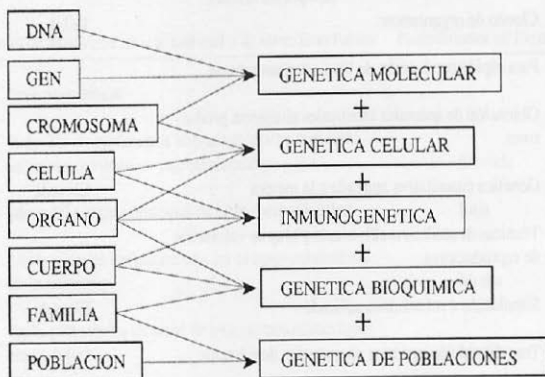 DNA
GEN
CROMOSOMA
CELULA
ORGANO
CUERPO
FAMILIA
POBLACION
GENETICA MOLECULAR
+
GENETICA CELULAR
+
INMUNOGENETICA
+
GENETICA BIOQUIMICA
+
GENETICA DE POBLACIONES